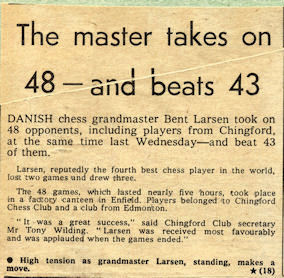 The master takes on
48 — and beats 43
DANISH chess grandmaster Bent Larsen took on
48 opponents, including players from Chingford,
at the same time last Wednesday—and beat 43
of them.
Larsen, reputedly the fourth best chess player in the world,
lost two games und drew three.
The 48 games, which lasted nearly five hours, took place
in a factory canteen in Enfield. Players belonged to Chingford
Chess Club and a club from Edmonton.
"It was a great success," said Chingford Club secretary
Mr Tony Wilding. "Larsen was received most favourably
and was applauded when the games ended."
● High tension as grandmaster Larsen, standing, makes a
move. ★(18)